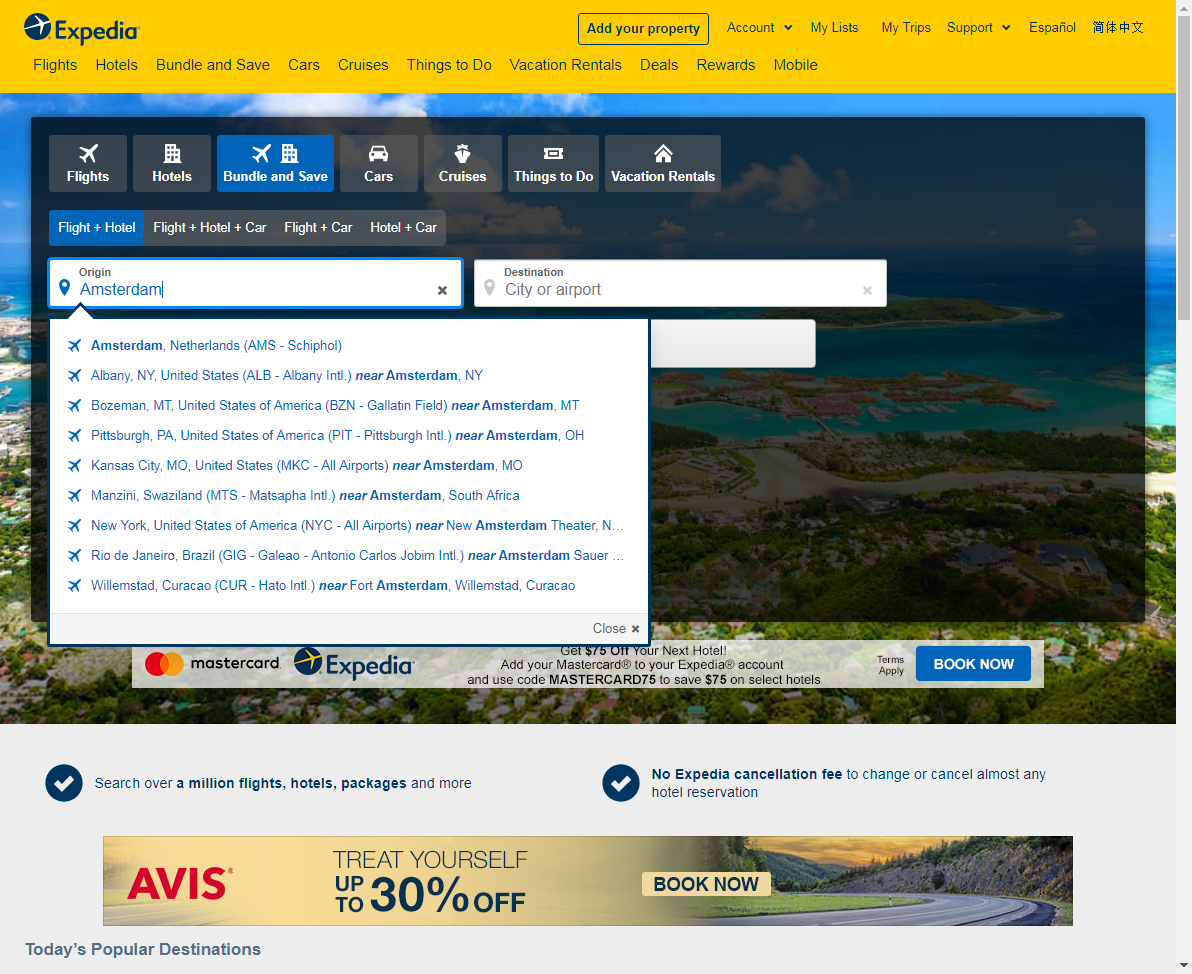 Expedia
Add your property
Account
My Lists
My Trips
Support
Español
简体中文
Flights
Hotels
Bundle and Save
Cars
Cruises
Things to Do
Vacation Rentals
Deals
Rewards
Mobile
Flights
Hotels
Bundle and Save
Cars
Cruises
Things to Do
Vacation Rentals
Flight + Hotel
Flight + Hotel + Car
Flight + Car
Hotel + Car
Origin
Amsterdam
Destination
City or airport
Amsterdam, Netherlands (AMS - Schiphol)
Albany, NY, United States (ALB - Albany Intl.) near Amsterdam, NY
Bozeman, MT, United States of America (BZN - Gallatin Field) near Amsterdam, MT
Pittsburgh, PA, United States of America (PIT - Pittsburgh Intl.) near Amsterdam, OH
Kansas City, MO, United States (MKC - All Airports) near Amsterdam, MO
Manzini, Swaziland (MTS - Matsapha Intl.) near Amsterdam, South Africa
New York, United States of America (NYC - All Airports) near New Amsterdam Theater, N...
Rio de Janeiro, Brazil (GIG - Galeao - Antonio Carlos Jobim Intl.) near Amsterdam Sauer ...
Willemstad, Curacao (CUR - Hato Intl.) near Fort Amsterdam, Willemstad, Curacao
Close
mastercard
Expedia
Get $75 Off Your Next Hotel!
Add your Mastercard® to your Expedia® account
and use code MASTERCARD75 to save $75 on select hotels
Terms
Apply
BOOK NOW
Search over a million flights, hotels, packages and more
No Expedia cancellation fee to change or cancel almost any
hotel reservation
AVIS®
TREAT YOURSELF
UP TO 30% OFF
BOOK NOW
Today's Popular Destinations